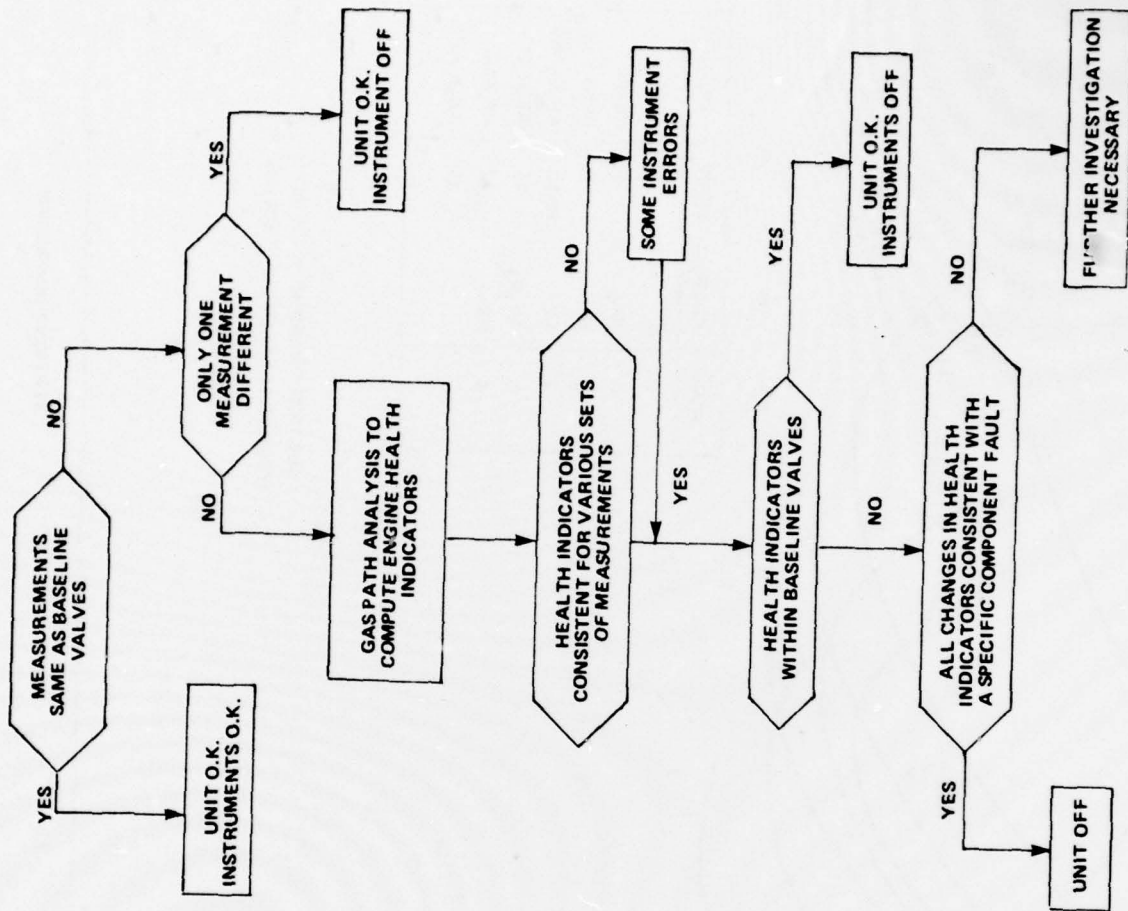 MEASUREMENTS
SAME AS BASELINE
VALVES
YES
NO
UNIT O.K.
INSTRUMENTS O.K.
ONLY ONE
MEASUREMENT
DIFFERENT
NO
YES
UNIT O.K.
INSTRUMENT OFF
GAS PATH ANALYSIS TO
COMPUTE ENGINE HEALTH
INDICATORS
HEALTH INDICATORS
CONSISTENT FOR VARIOUS SETS
OF MEASUREMENTS
NO
SOME INSTRUMENT
ERRORS
YES
HEALTH INDICATORS
WITHIN BASELINE VALVES
YES
UNIT O.K.
INSTRUMENTS OFF
NO
ALL CHANGES IN HEALTH
INDICATORS CONSISTENT WITH
A SPECIFIC COMPONENT FAULT
YES
NO
UNIT OFF
FURTHER INVESTIGATION
NECESSARY